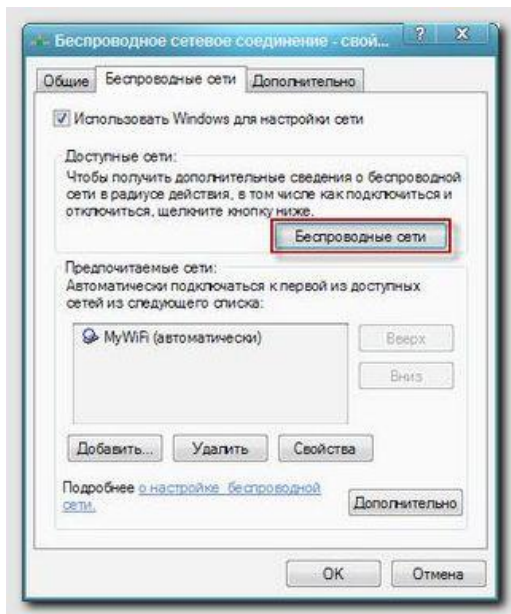 Беспроводное сетевое соединение - свой...
Общие
Беспроводные сети
Дополнительно
Использовать Windows для настройки сети
Доступные сети:
Чтобы получить дополнительные сведения о беспроводной
сети в радиусе действия, в том числе как подключиться и
отключиться, щелкните кнопку ниже.
Беспроводные сети
Предпочитаемые сети:
Автоматически подключаться к первой из доступных
сетей из следующего списка:
MyWiFi (автоматически)
Вверх
Вниз
Добавить...
Удалить
Свойства
Подробнее о настройке беспроводной
сети.
Дополнительно
OK
Отмена